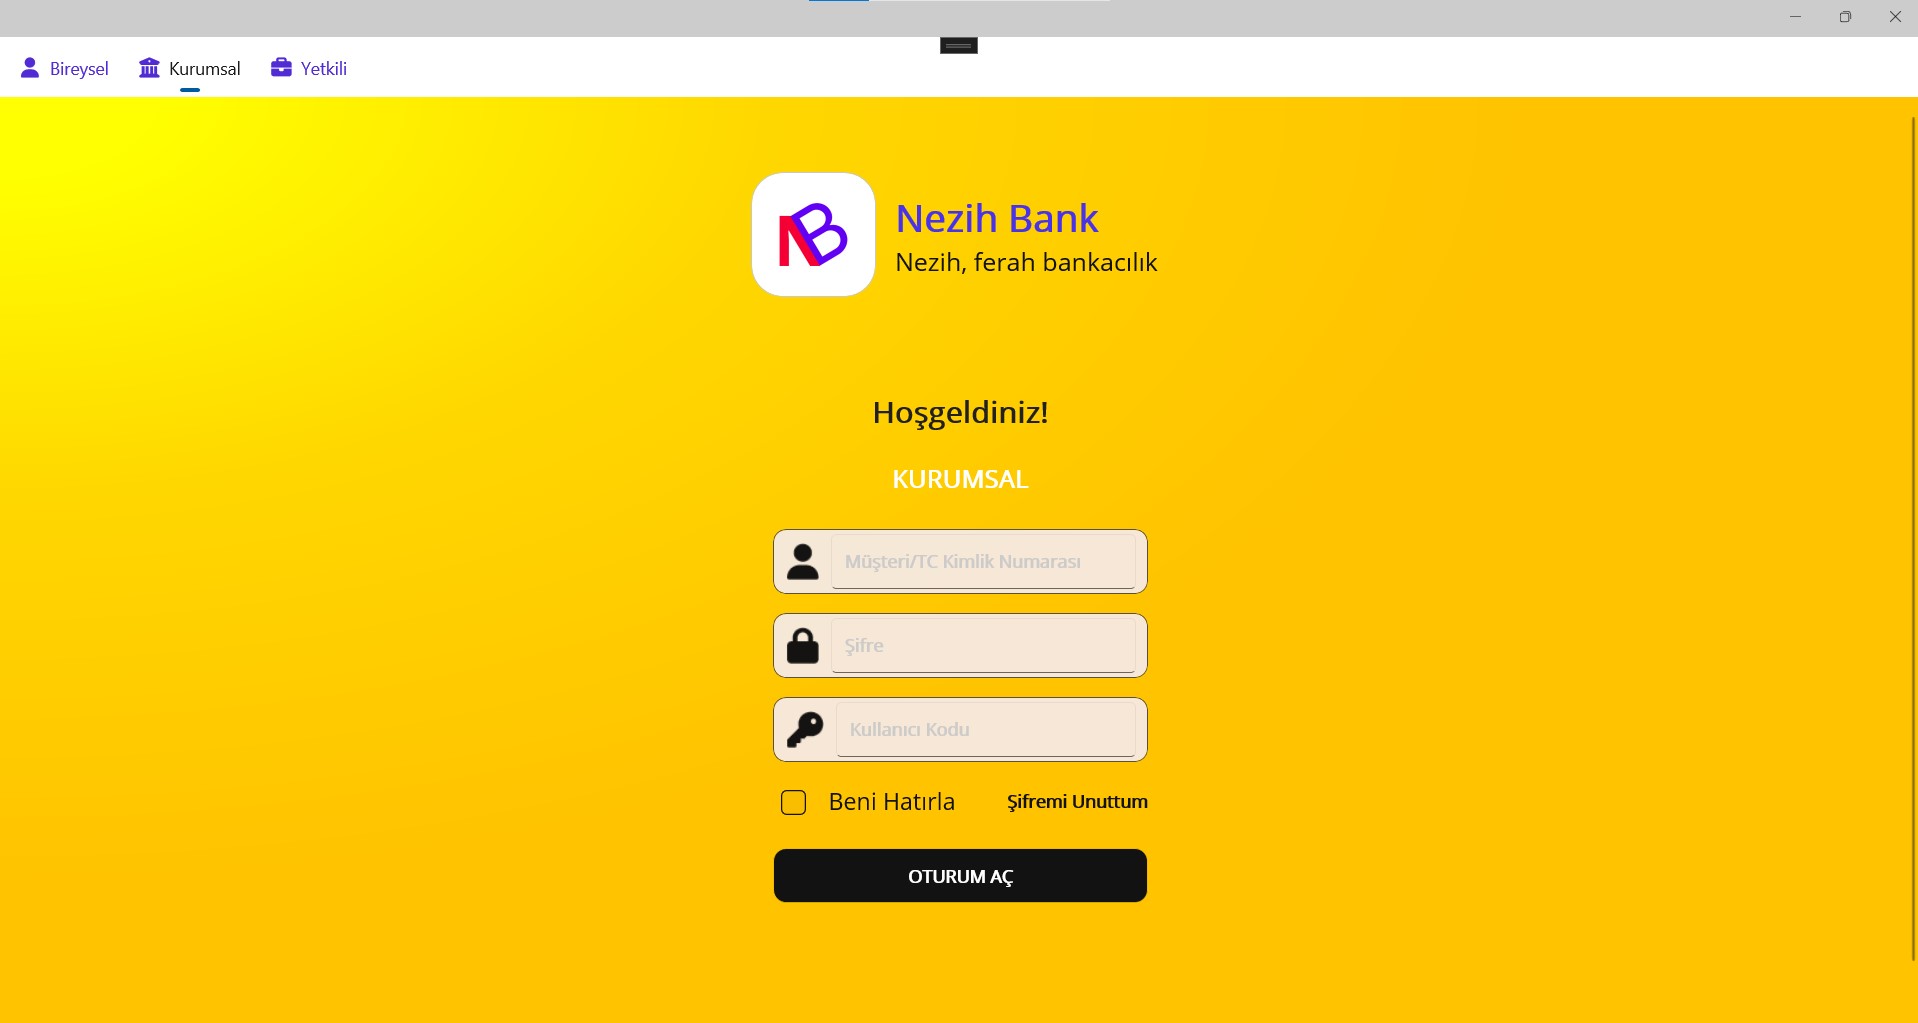 Bireysel Kurumsal Yetkili
NB
Nezih Bank
Nezih, ferah bankacılık
Hoşgeldiniz!
KURUMSAL
Müşteri/TC Kimlik Numarası
Şifre
Kullanıcı Kodu
Beni Hatırla Şifremi Unuttum
OTURUM AÇ